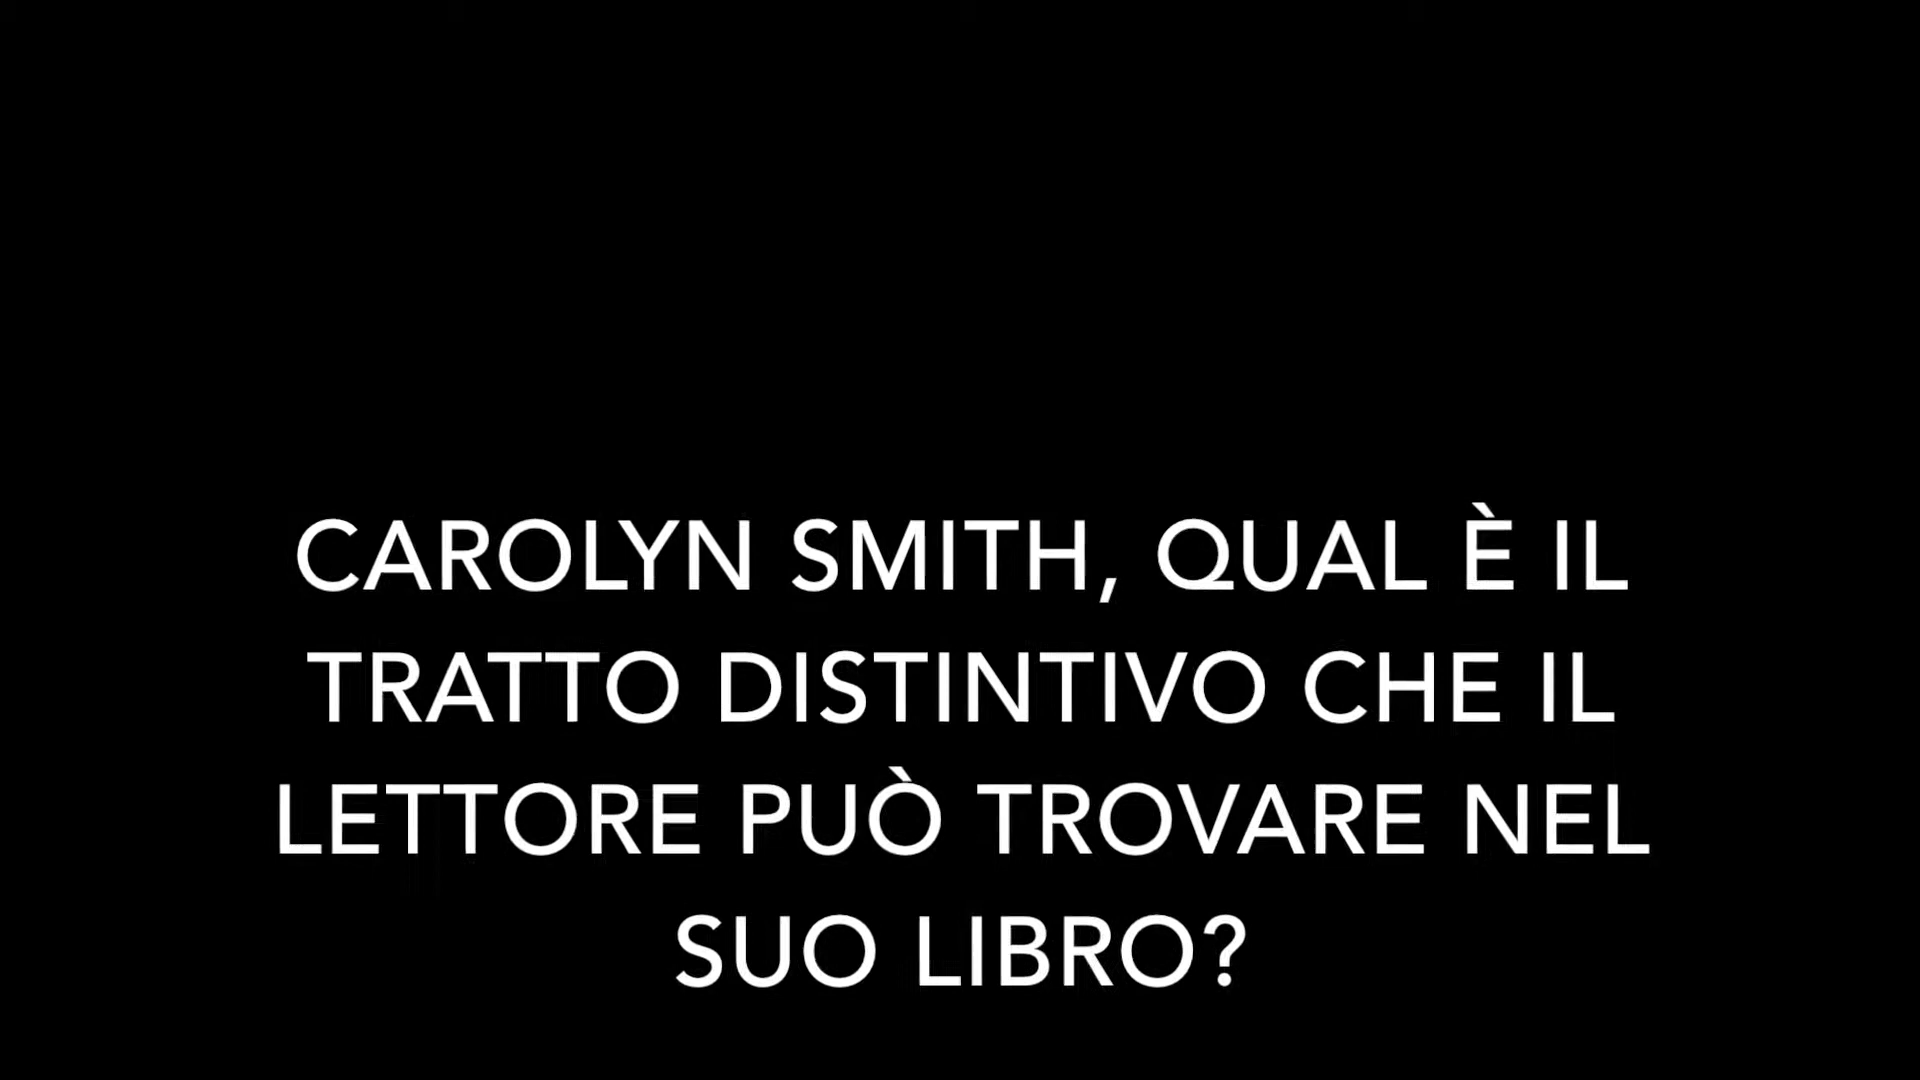 CAROLYN SMITH, QUAL È IL
TRATTO DISTINTIVO CHE IL
LETTORE PUÒ TROVARE NEL
SUO LIBRO?